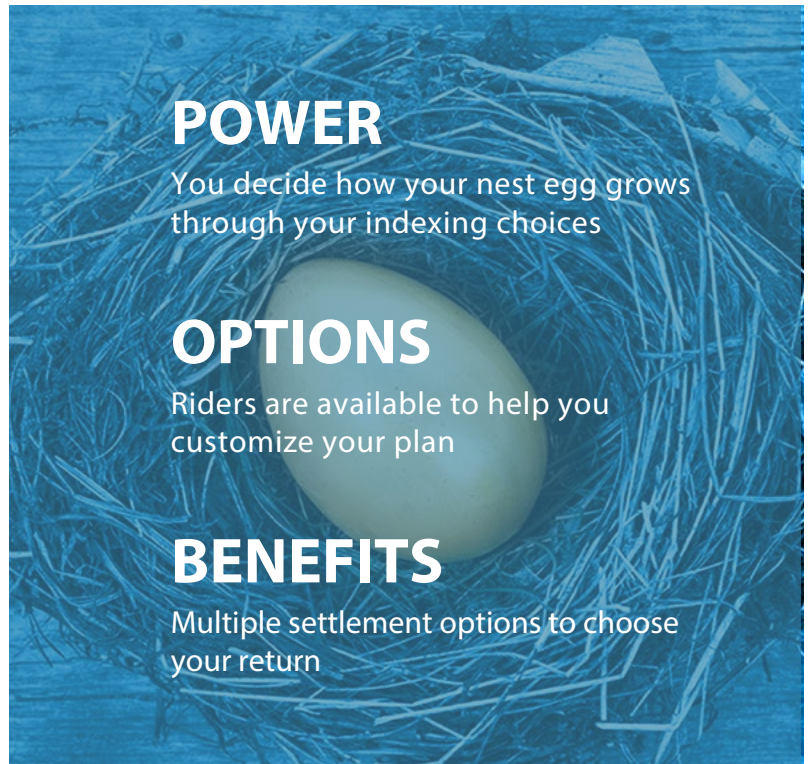 POWER
You decide how your nest egg grows
through your indexing choices
OPTIONS
Riders are available to help you
customize your plan
BENEFITS
Multiple settlement options to choose
your return